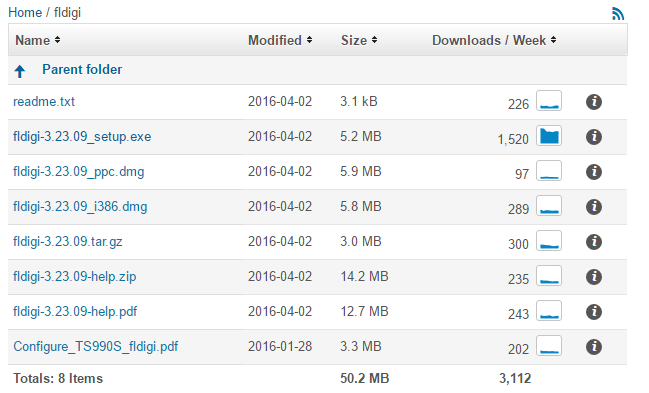 Home / fldigi
Name Modified Size Downloads / Week
Parent folder
readme.txt 2016-04-02 3.1 kB 226
fldigi-3.23.09_setup.exe 2016-04-02 5.2 MB 1,520
fldigi-3.23.09_ppc.dmg 2016-04-02 5.9 MB 97
fldigi-3.23.09_i386.dmg 2016-04-02 5.8 MB 289
fldigi-3.23.09.tar.gz 2016-04-02 3.0 MB 300
fldigi-3.23.09-help.zip 2016-04-02 14.2 MB 235
fldigi-3.23.09-help.pdf 2016-04-02 12.7 MB 243
Configure_TS990S_fldigi.pdf 2016-01-28 3.3 MB 202
Totals: 8 Items 50.2 MB 3,112